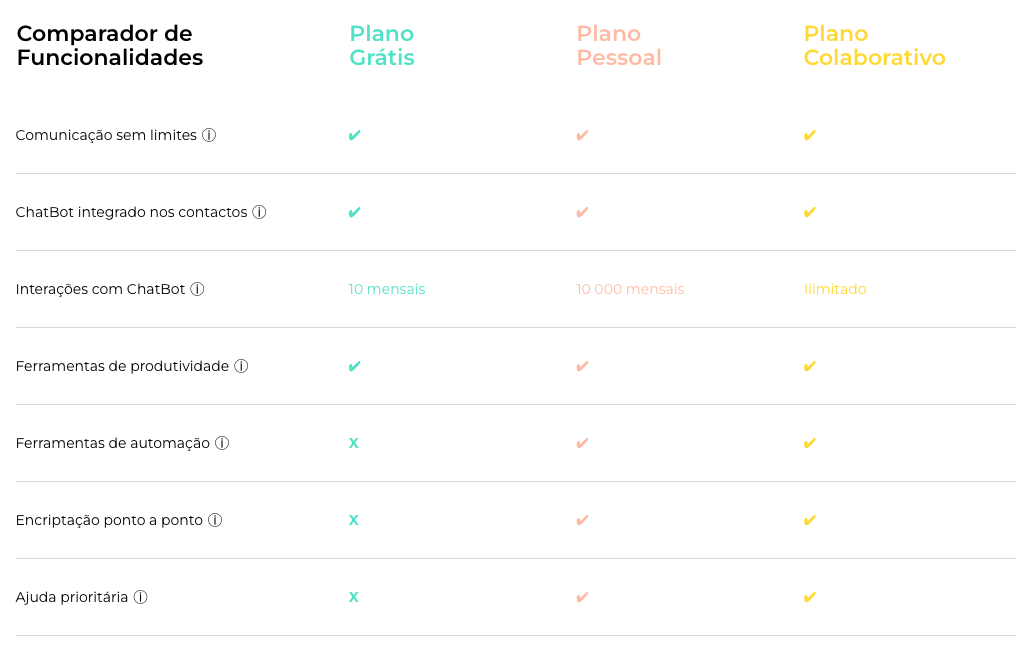 Comparador de Funcionalidades
Plano Grátis
Plano Pessoal
Plano Colaborativo
Comunicação sem limites ⓘ ✔ ✔ ✔
ChatBot integrado nos contactos ⓘ ✔ ✔ ✔
Interações com ChatBot ⓘ 10 mensais 10 000 mensais Ilimitado
Ferramentas de produtividade ⓘ ✔ ✔ ✔
Ferramentas de automação ⓘ X ✔ ✔
Encriptação ponto a ponto ⓘ X ✔ ✔
Ajuda prioritária ⓘ X ✔ ✔